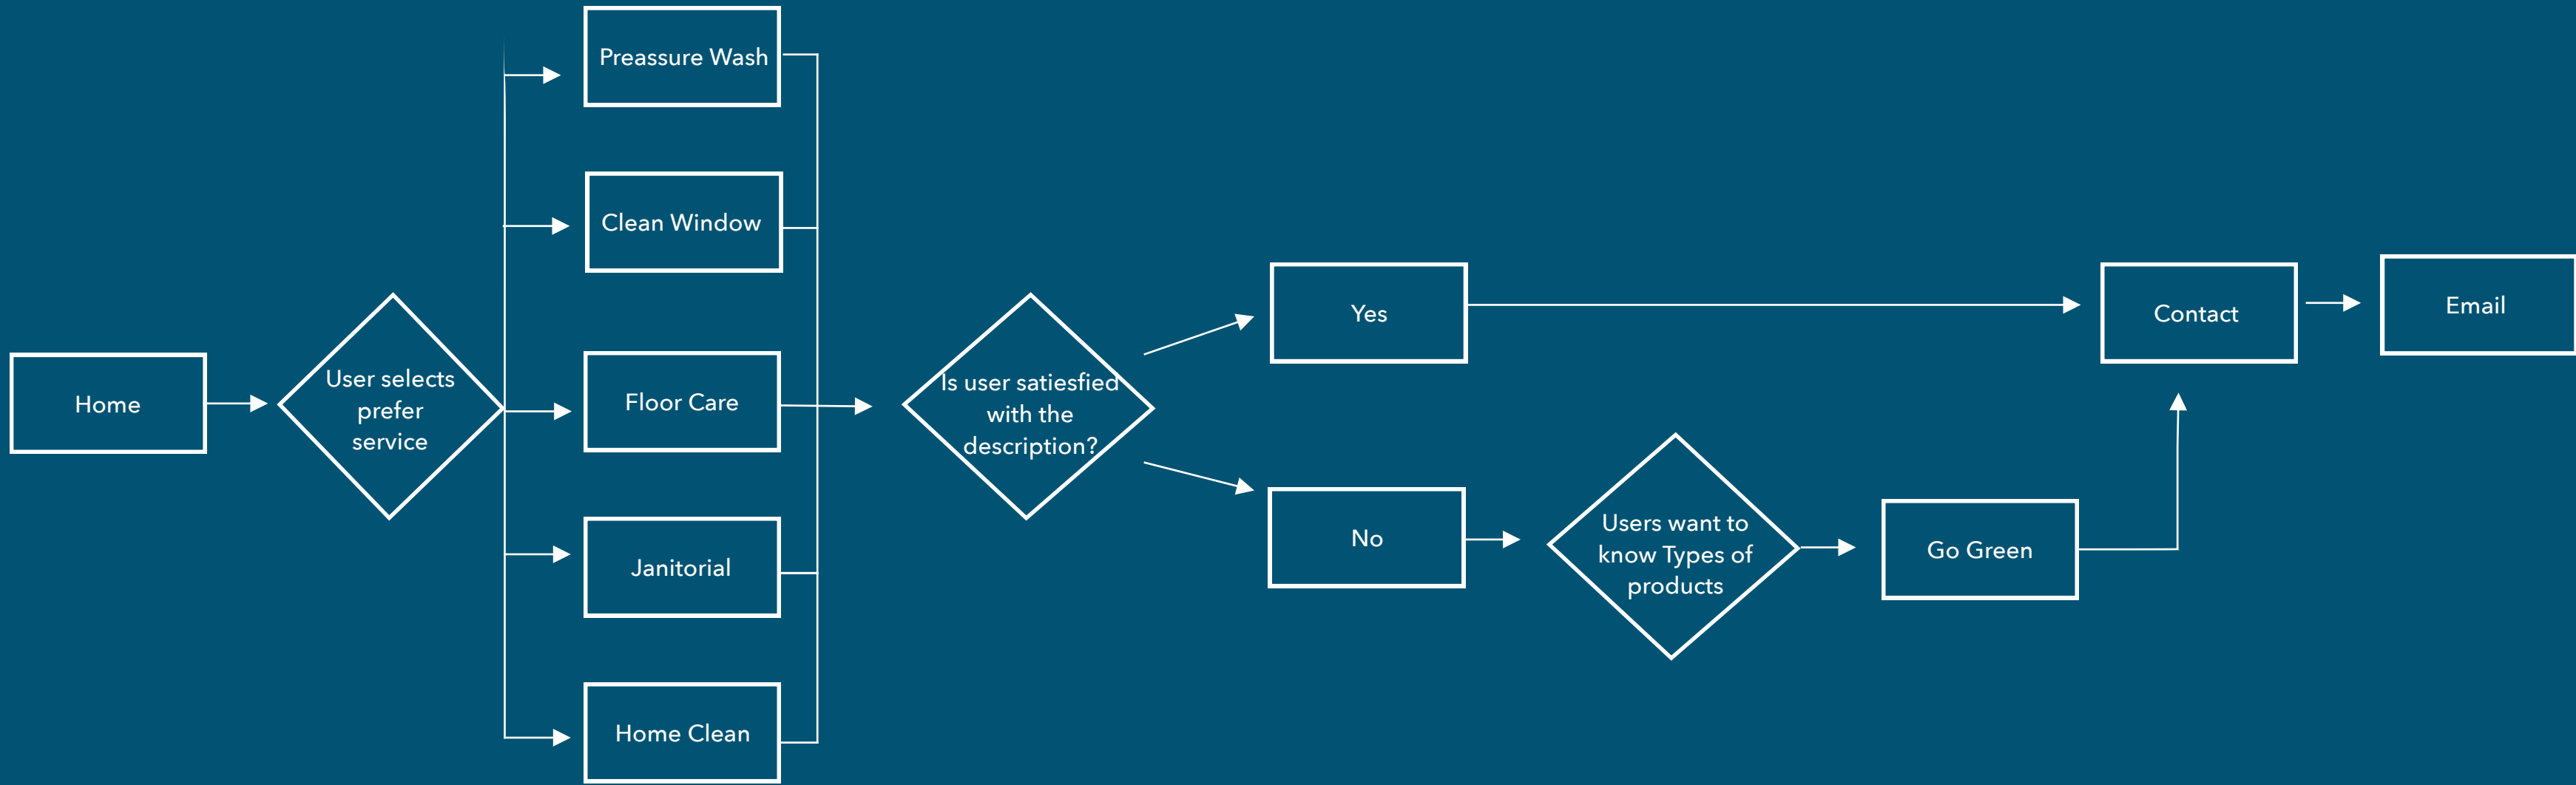 Home
User selects
prefer
service
Preassure Wash
Clean Window
Floor Care
Janitorial
Home Clean
Is user satiesfied
with the
description?
Yes
No
Users want to
know Types of
products
Go Green
Contact
Email